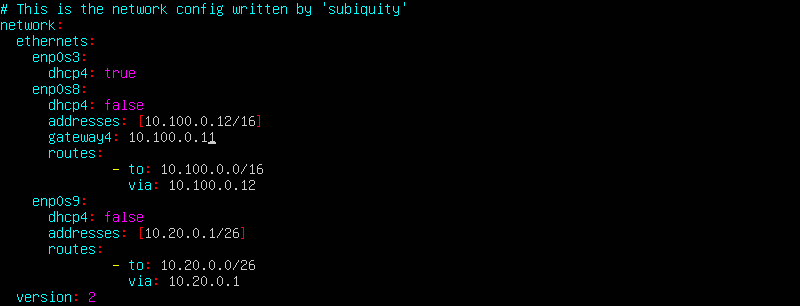 # This is the network config written by 'subiquity'
network:
  ethernets:
    enp0s3:
      dhcp4: true
    enp0s8:
      dhcp4: false
      addresses: [10.100.0.12/16]
      gateway4: 10.100.0.11
      routes:
              - to: 10.100.0.0/16
                via: 10.100.0.12
    enp0s9:
      dhcp4: false
      addresses: [10.20.0.1/26]
      routes:
              - to: 10.20.0.0/26
                via: 10.20.0.1
  version: 2